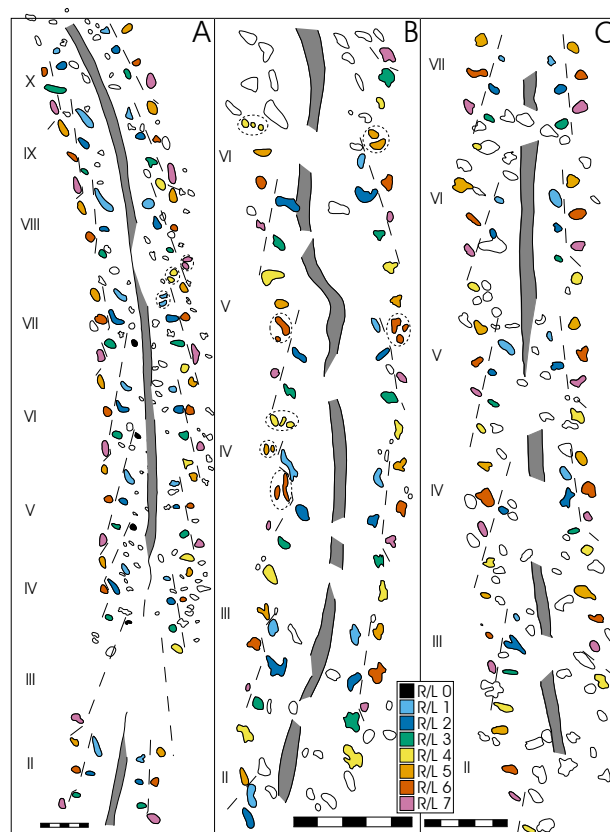 A
B
C
X
IX
VIII
VII
VI
V
IV
III
II
VI
V
IV
III
II
VII
VI
V
IV
III
II
R/L 0
R/L 1
R/L 2
R/L 3
R/L 4
R/L 5
R/L 6
R/L 7